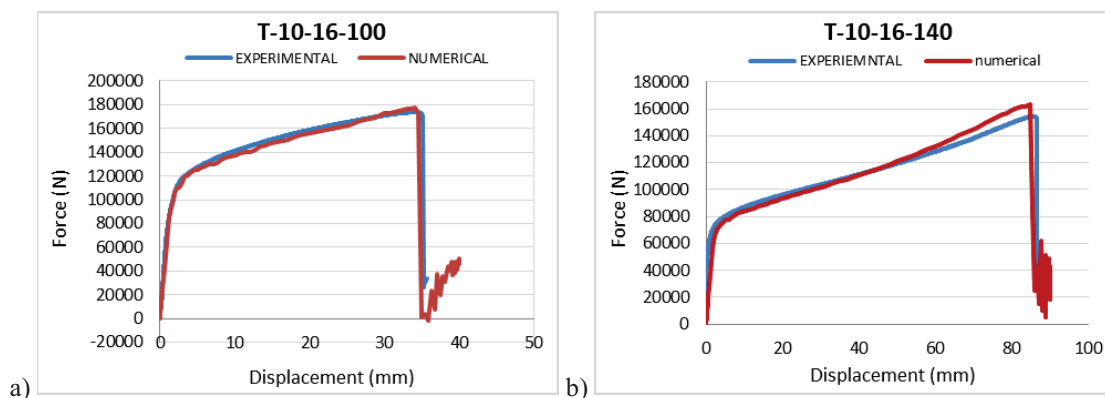 T-10-16-100
EXPERIMENTAL NUMERICAL
200000
180000
160000
140000
120000
100000
80000
60000
40000
20000
0
-20000
Force (N)
0 10 20 30 40 50
Displacement (mm)
a)
T-10-16-140
EXPERIEMNTAL numerical
180000
160000
140000
120000
100000
80000
60000
40000
20000
0
Force (N)
0 20 40 60 80 100
Displacement (mm)
b)